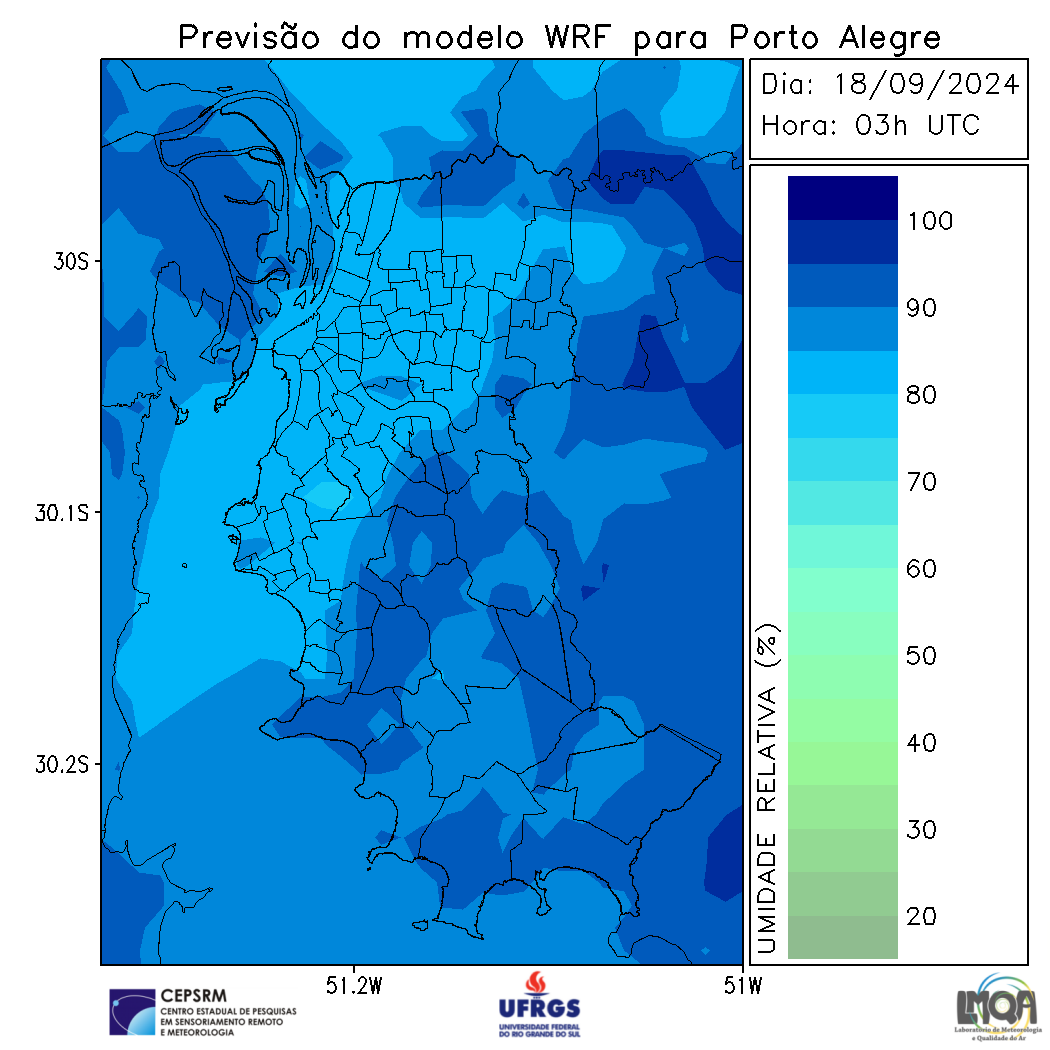 Previsão do modelo WRF para Porto Alegre
Dia: 18/09/2024
Hora: 03h UTC
100
90
80
70
60
50
40
30
20
UMIDADE RELATIVA (%)
30S
30.1S
30.2S
51.2W
51W
CEPSRM
CENTRO ESTADUAL DE PESQUISAS
EM SENSORIAMENTO REMOTO
E METEOROLOGIA
UFRGS
UNIVERSIDADE FEDERAL
DO RIO GRANDE DO SUL
LMQA
Laboratório de Meteorologia
e Qualidade do Ar